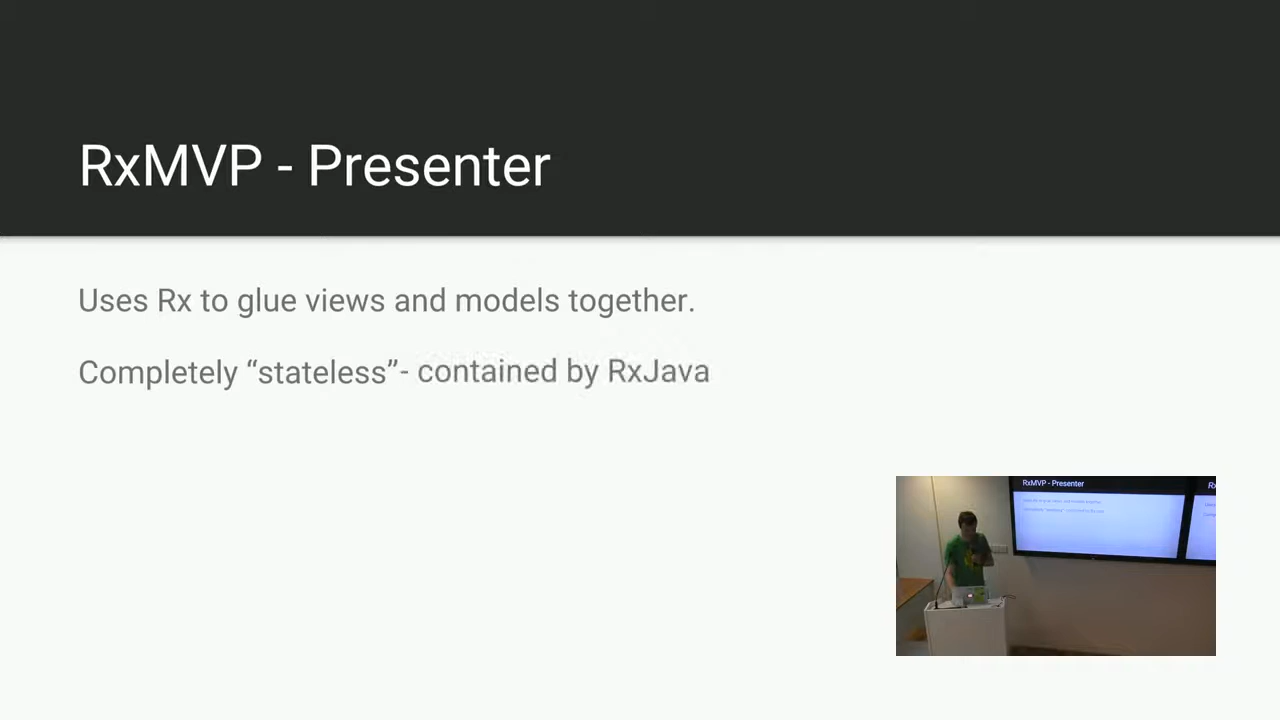 RxMVP - Presenter
Uses Rx to glue views and models together.
Completely “stateless”- contained by RxJava
RxMVP - Presenter